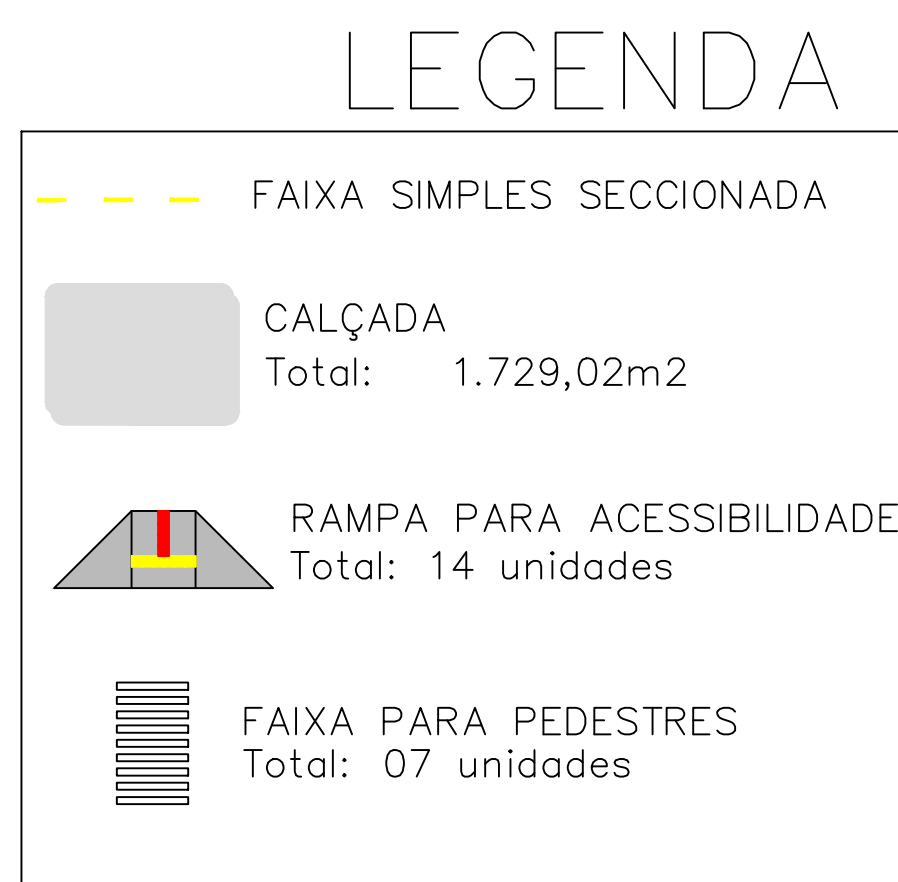 LEGENDA
FAIXA SIMPLES SECCIONADA
CALÇADA
Total: 1.729,02m2
RAMPA PARA ACESSIBILIDADE
Total: 14 unidades
FAIXA PARA PEDESTRES
Total: 07 unidades